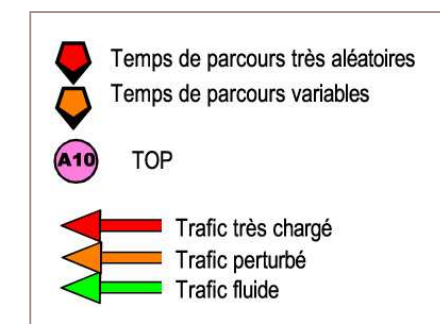 Temps de parcours très aléatoires
Temps de parcours variables
A10 TOP
Trafic très chargé
Trafic perturbé
Trafic fluide